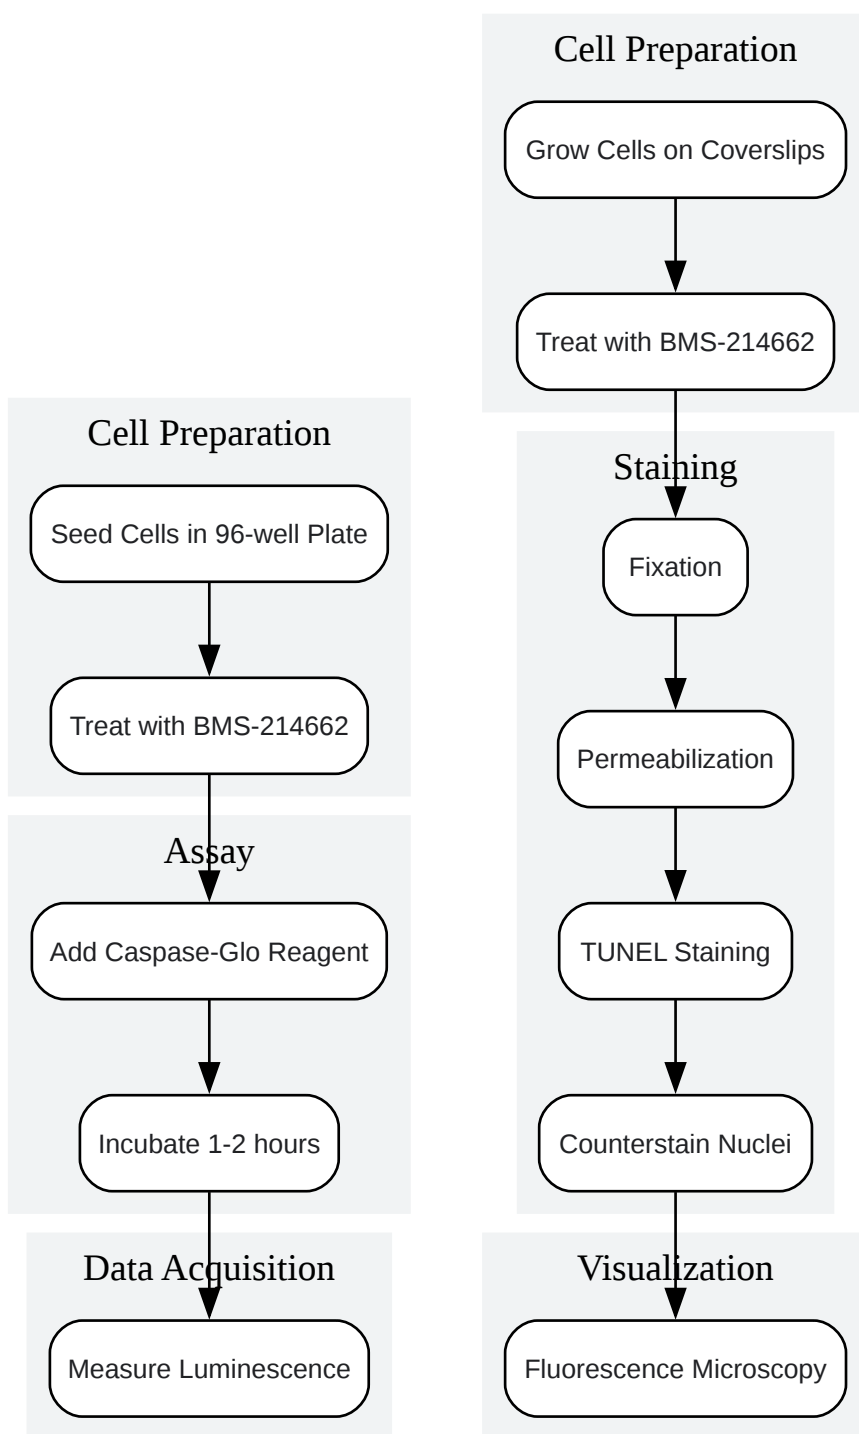 Cell Preparation
Seed Cells in 96-well Plate
Treat with BMS-214662
Assay
Add Caspase-Glo Reagent
Incubate 1-2 hours
Data Acquisition
Measure Luminescence
Cell Preparation
Grow Cells on Coverslips
Treat with BMS-214662
Staining
Fixation
Permeabilization
TUNEL Staining
Counterstain Nuclei
Visualization
Fluorescence Microscopy